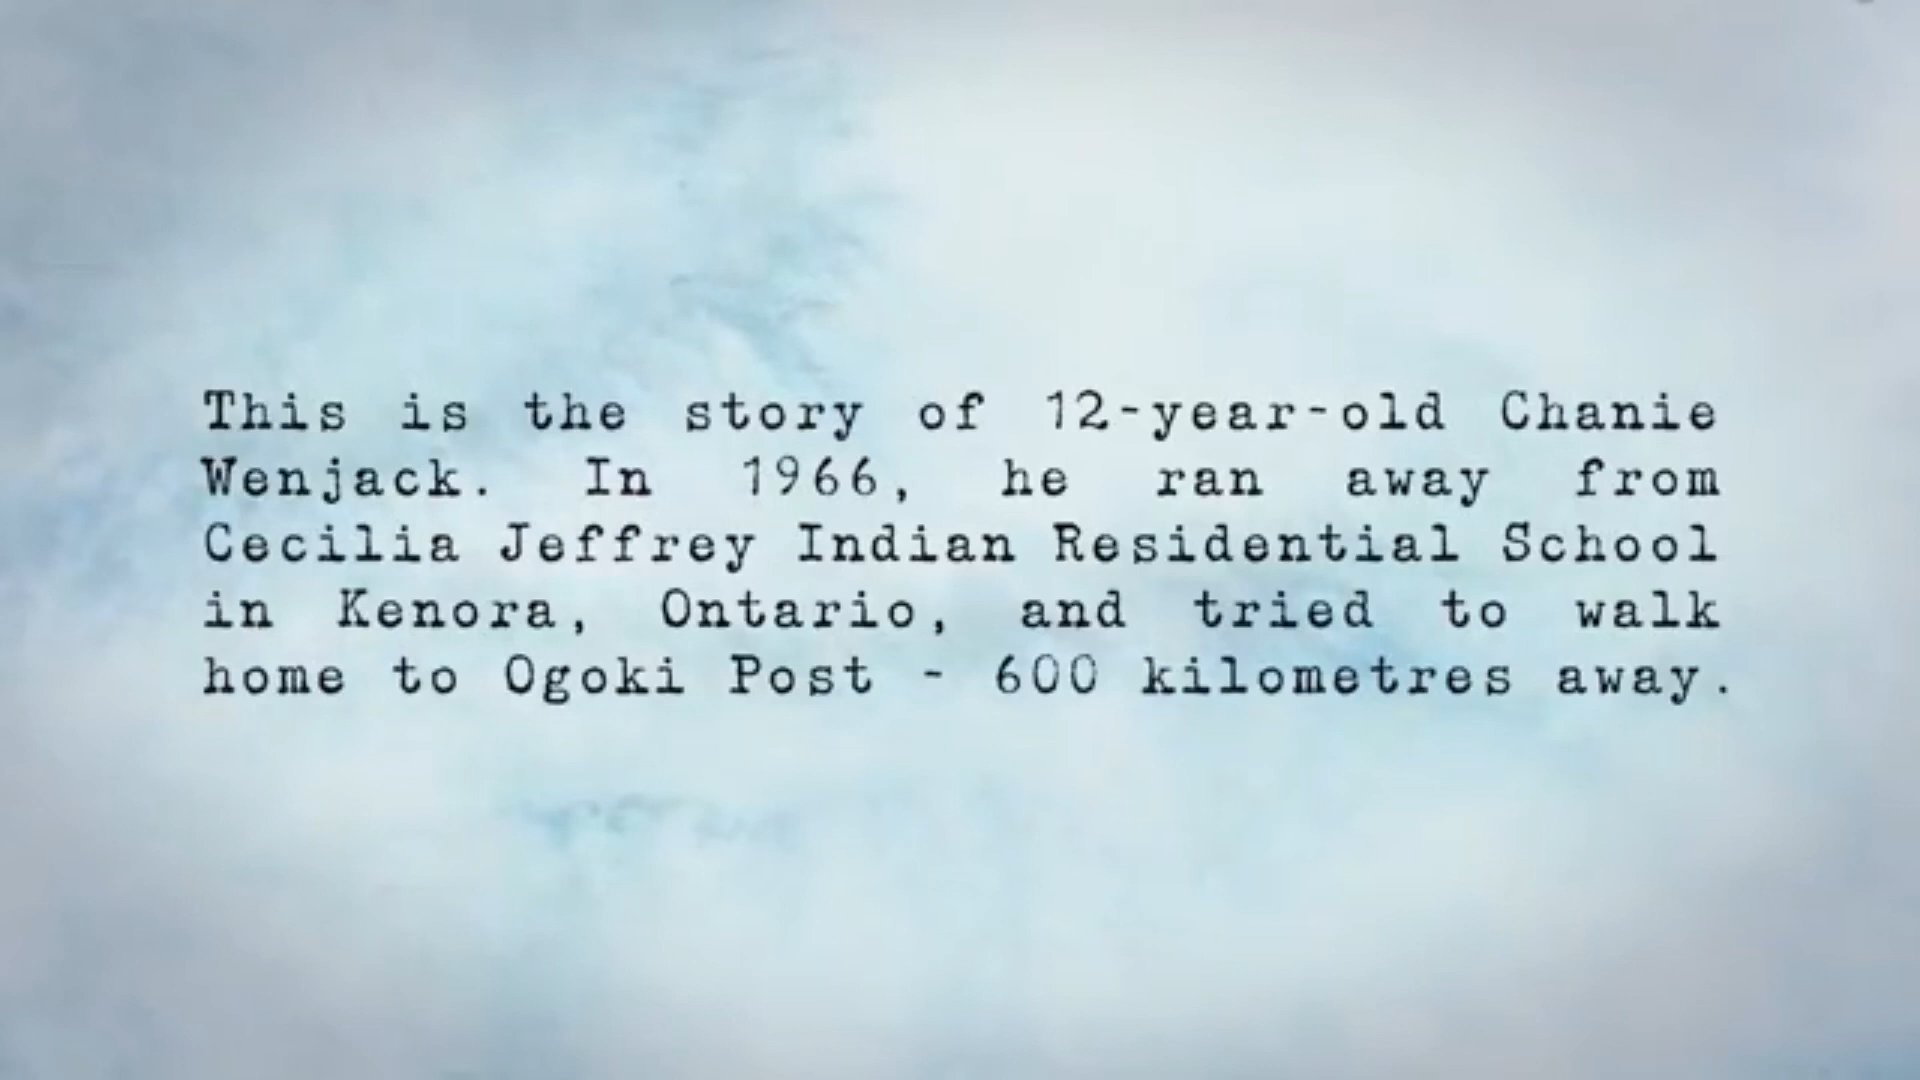 This is the story of 12-year-old Chanie
Wenjack. In 1966, he ran away from
Cecilia Jeffrey Indian Residential School
in Kenora, Ontario, and tried to walk
home to Ogoki Post - 600 kilometres away.